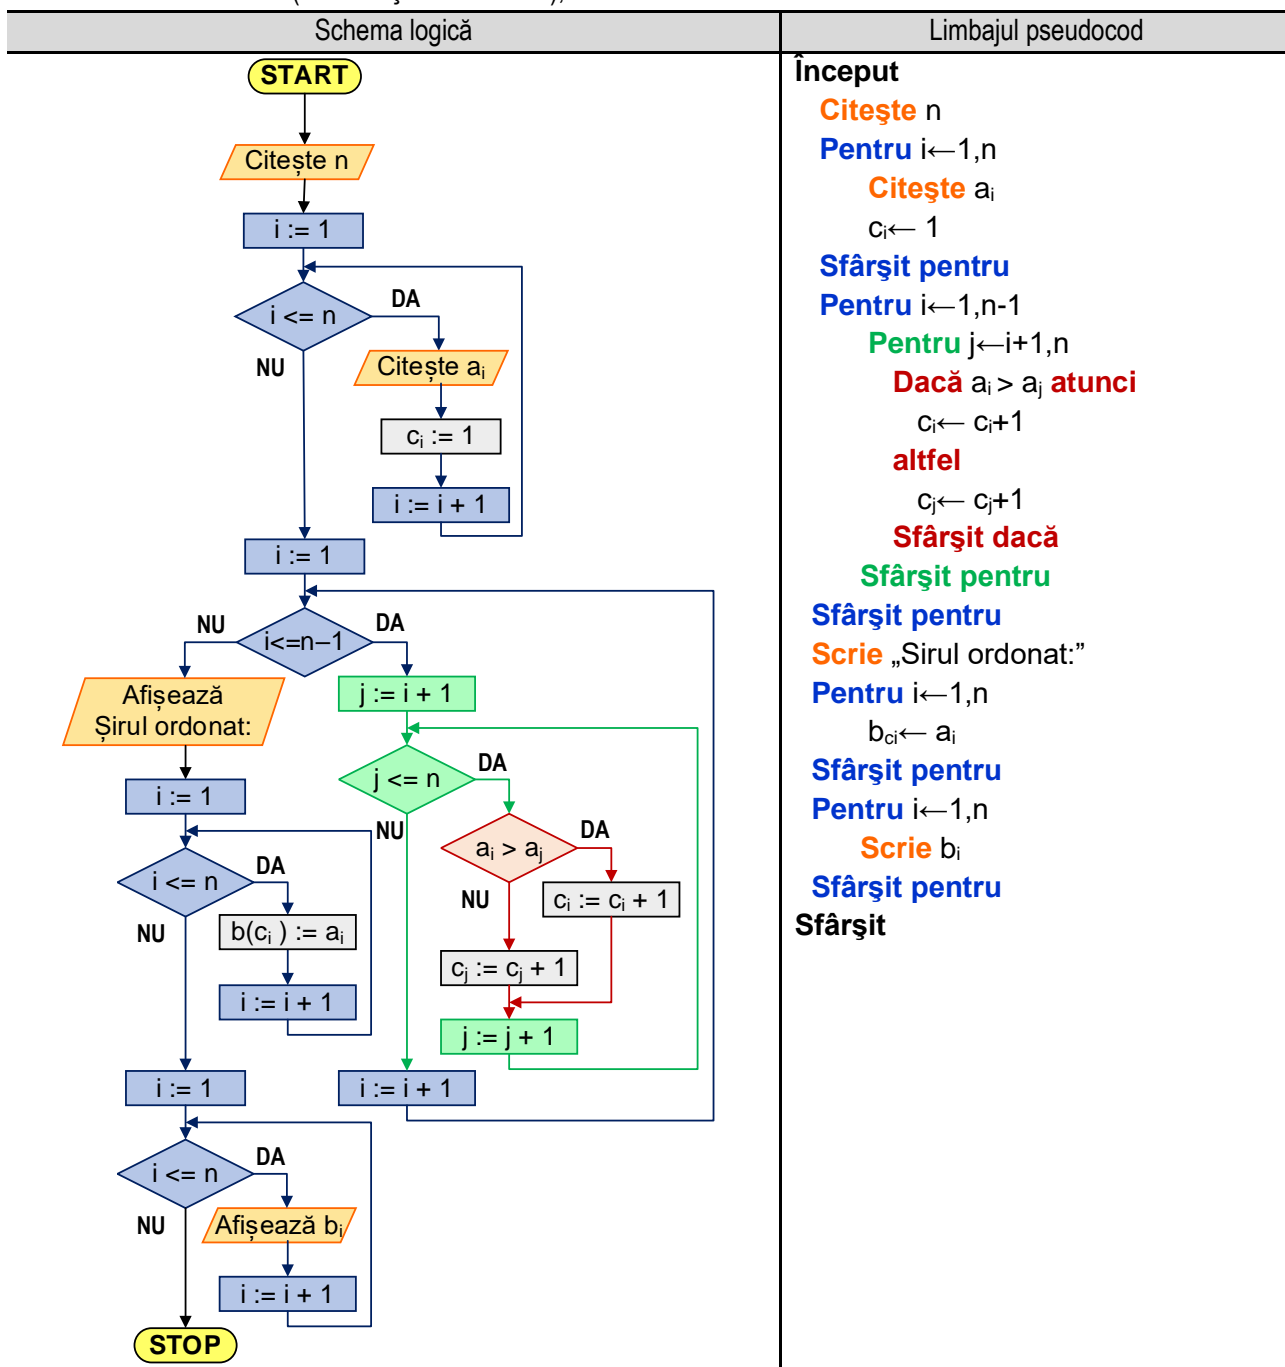 Schema logică
Limbajul pseudocod
START
Citește n
i := 1
i <= n
DA
NU
Citește ai
ci := 1
i := i + 1
i := 1
i<=n–1
NU
DA
Afișează
Șirul ordonat:
j := i + 1
i := 1
j <= n
DA
NU
ai > aj
DA
NU
ci := ci + 1
cj := cj + 1
j := j + 1
i := i + 1
i <= n
DA
NU
b(ci ) := ai
i := i + 1
i := 1
i <= n
DA
NU
Afișează bi
i := i + 1
STOP
Început
Citeşte n
Pentru i←1,n
Citeşte ai
ci← 1
Sfârşit pentru
Pentru i←1,n-1
Pentru j←i+1,n
Dacă ai > aj atunci
ci← ci+1
altfel
cj← cj+1
Sfârşit dacă
Sfârşit pentru
Sfârşit pentru
Scrie „Sirul ordonat:”
Pentru i←1,n
bci← ai
Sfârşit pentru
Pentru i←1,n
Scrie bi
Sfârşit pentru
Sfârşit